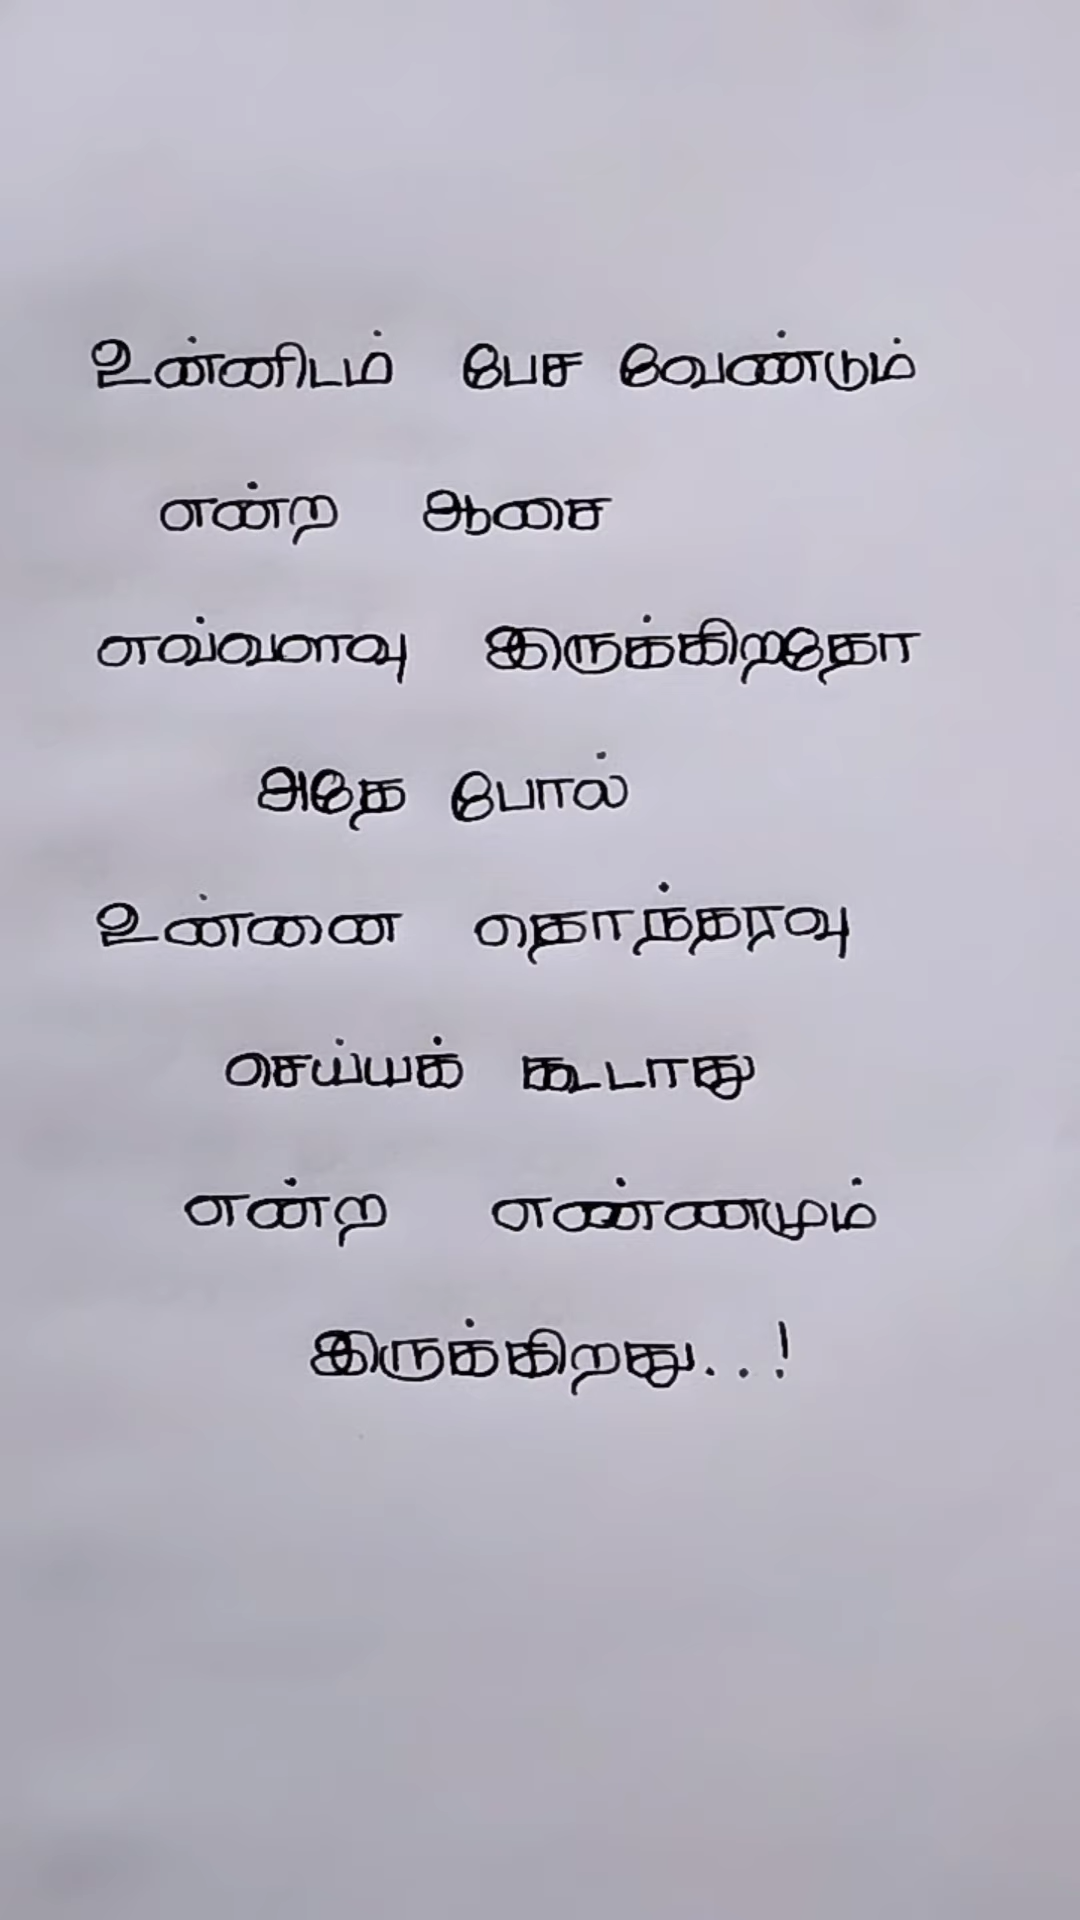 உன்னிடம் பேச வேண்டும்
என்ற ஆசை
எவ்வளவு இருக்கிறதோ
அதே போல்
உன்னை தொந்தரவு
செய்யக் கூடாது
என்ற எண்ணமும்
இருக்கிறது..!